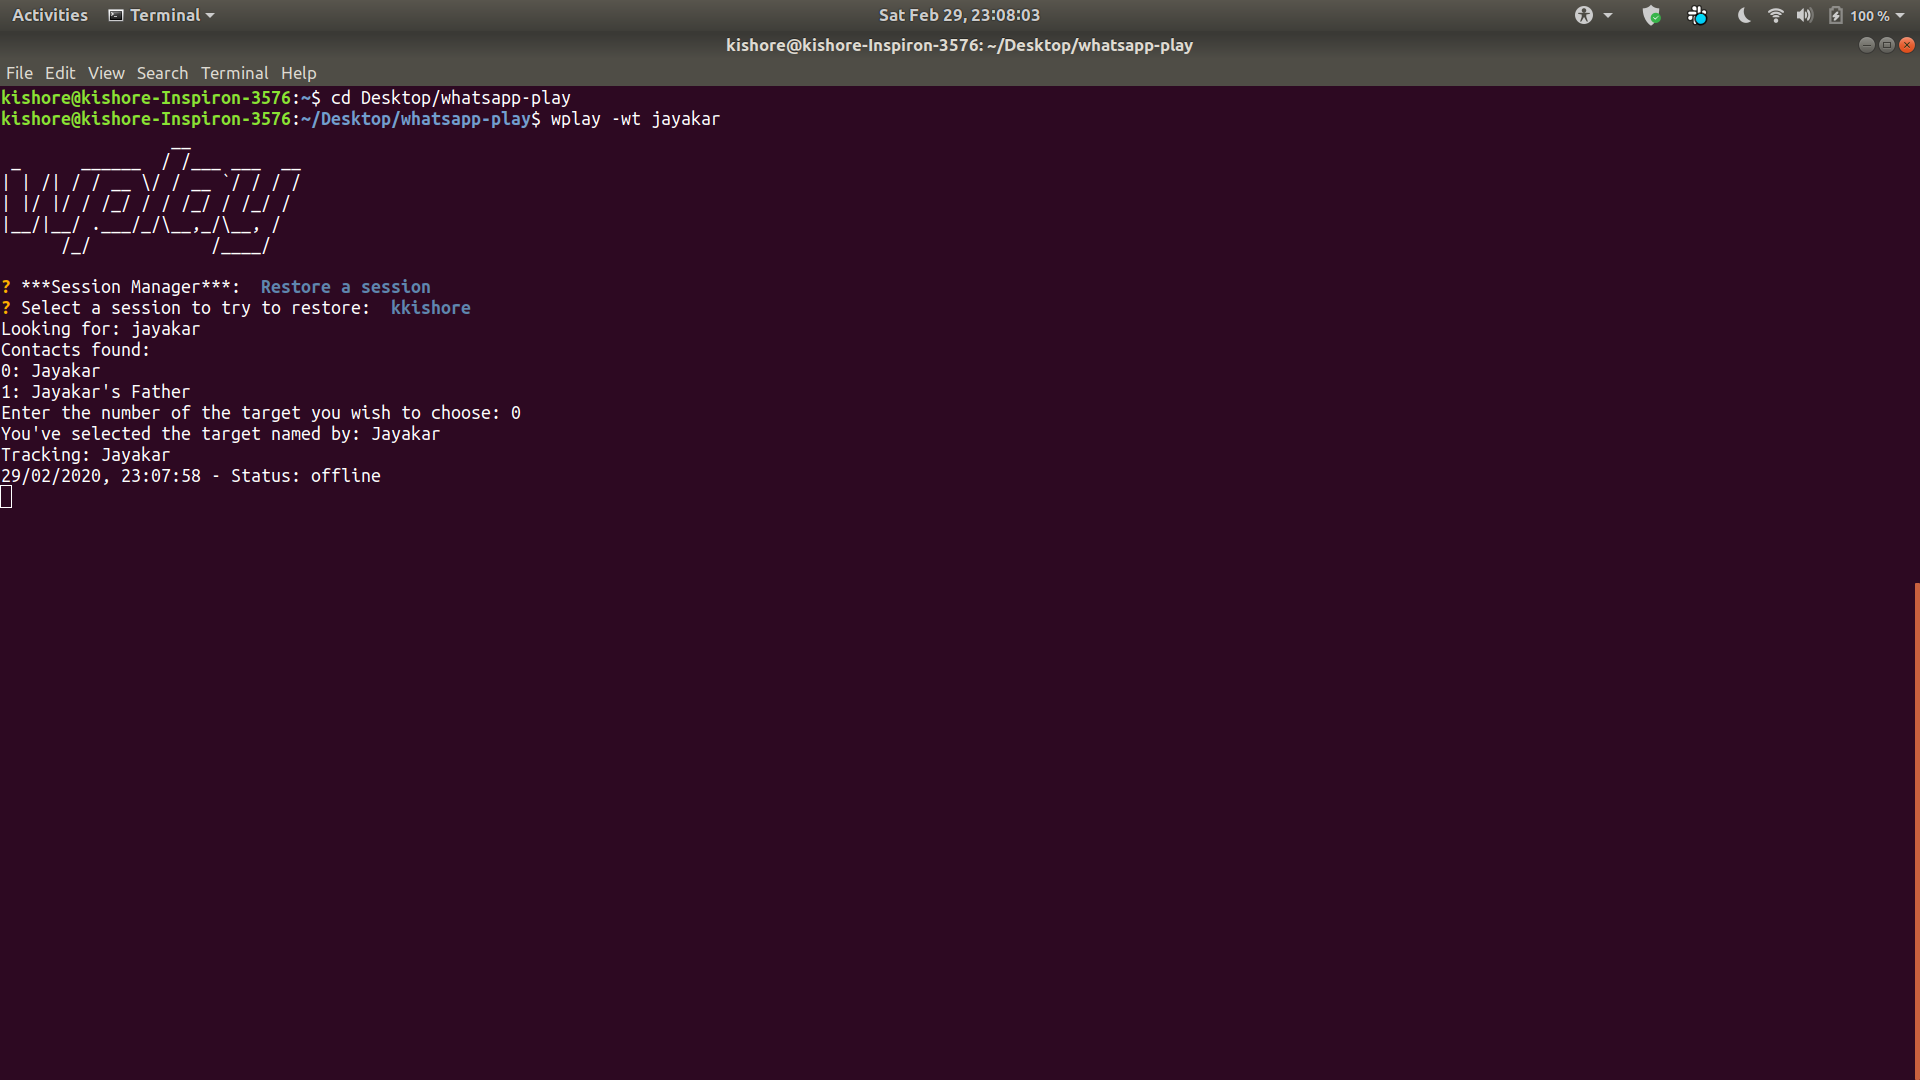 Activities Terminal Sat Feb 29, 23:08:03 100 %
kishore@kishore-Inspiron-3576: ~/Desktop/whatsapp-play
File Edit View Search Terminal Help
kishore@kishore-Inspiron-3576:~$ cd Desktop/whatsapp-play
kishore@kishore-Inspiron-3576:~/Desktop/whatsapp-play$ wplay -wt jayakar
wplay
? ***Session Manager***:  Restore a session
? Select a session to try to restore:  kkishore
Looking for: jayakar
Contacts found:
0: Jayakar
1: Jayakar's Father
Enter the number of the target you wish to choose: 0
You've selected the target named by: Jayakar
Tracking: Jayakar
29/02/2020, 23:07:58 - Status: offline